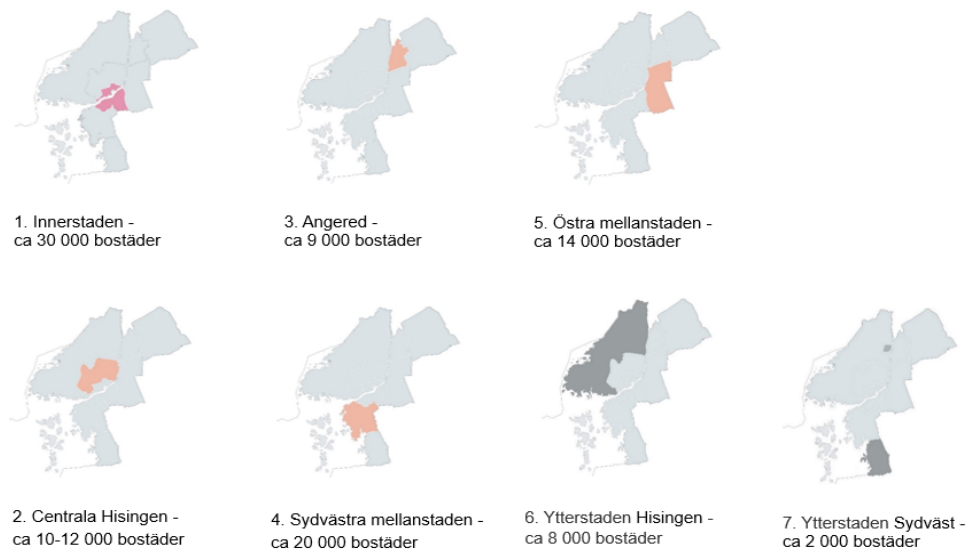 1. Innerstaden -
ca 30 000 bostäder
3. Angered -
ca 9 000 bostäder
5. Östra mellanstaden -
ca 14 000 bostäder
2. Centrala Hisingen -
ca 10-12 000 bostäder
4. Sydvästra mellanstaden -
ca 20 000 bostäder
6. Ytterstaden Hisingen -
ca 8 000 bostäder
7. Ytterstaden Sydväst -
ca 2 000 bostäder